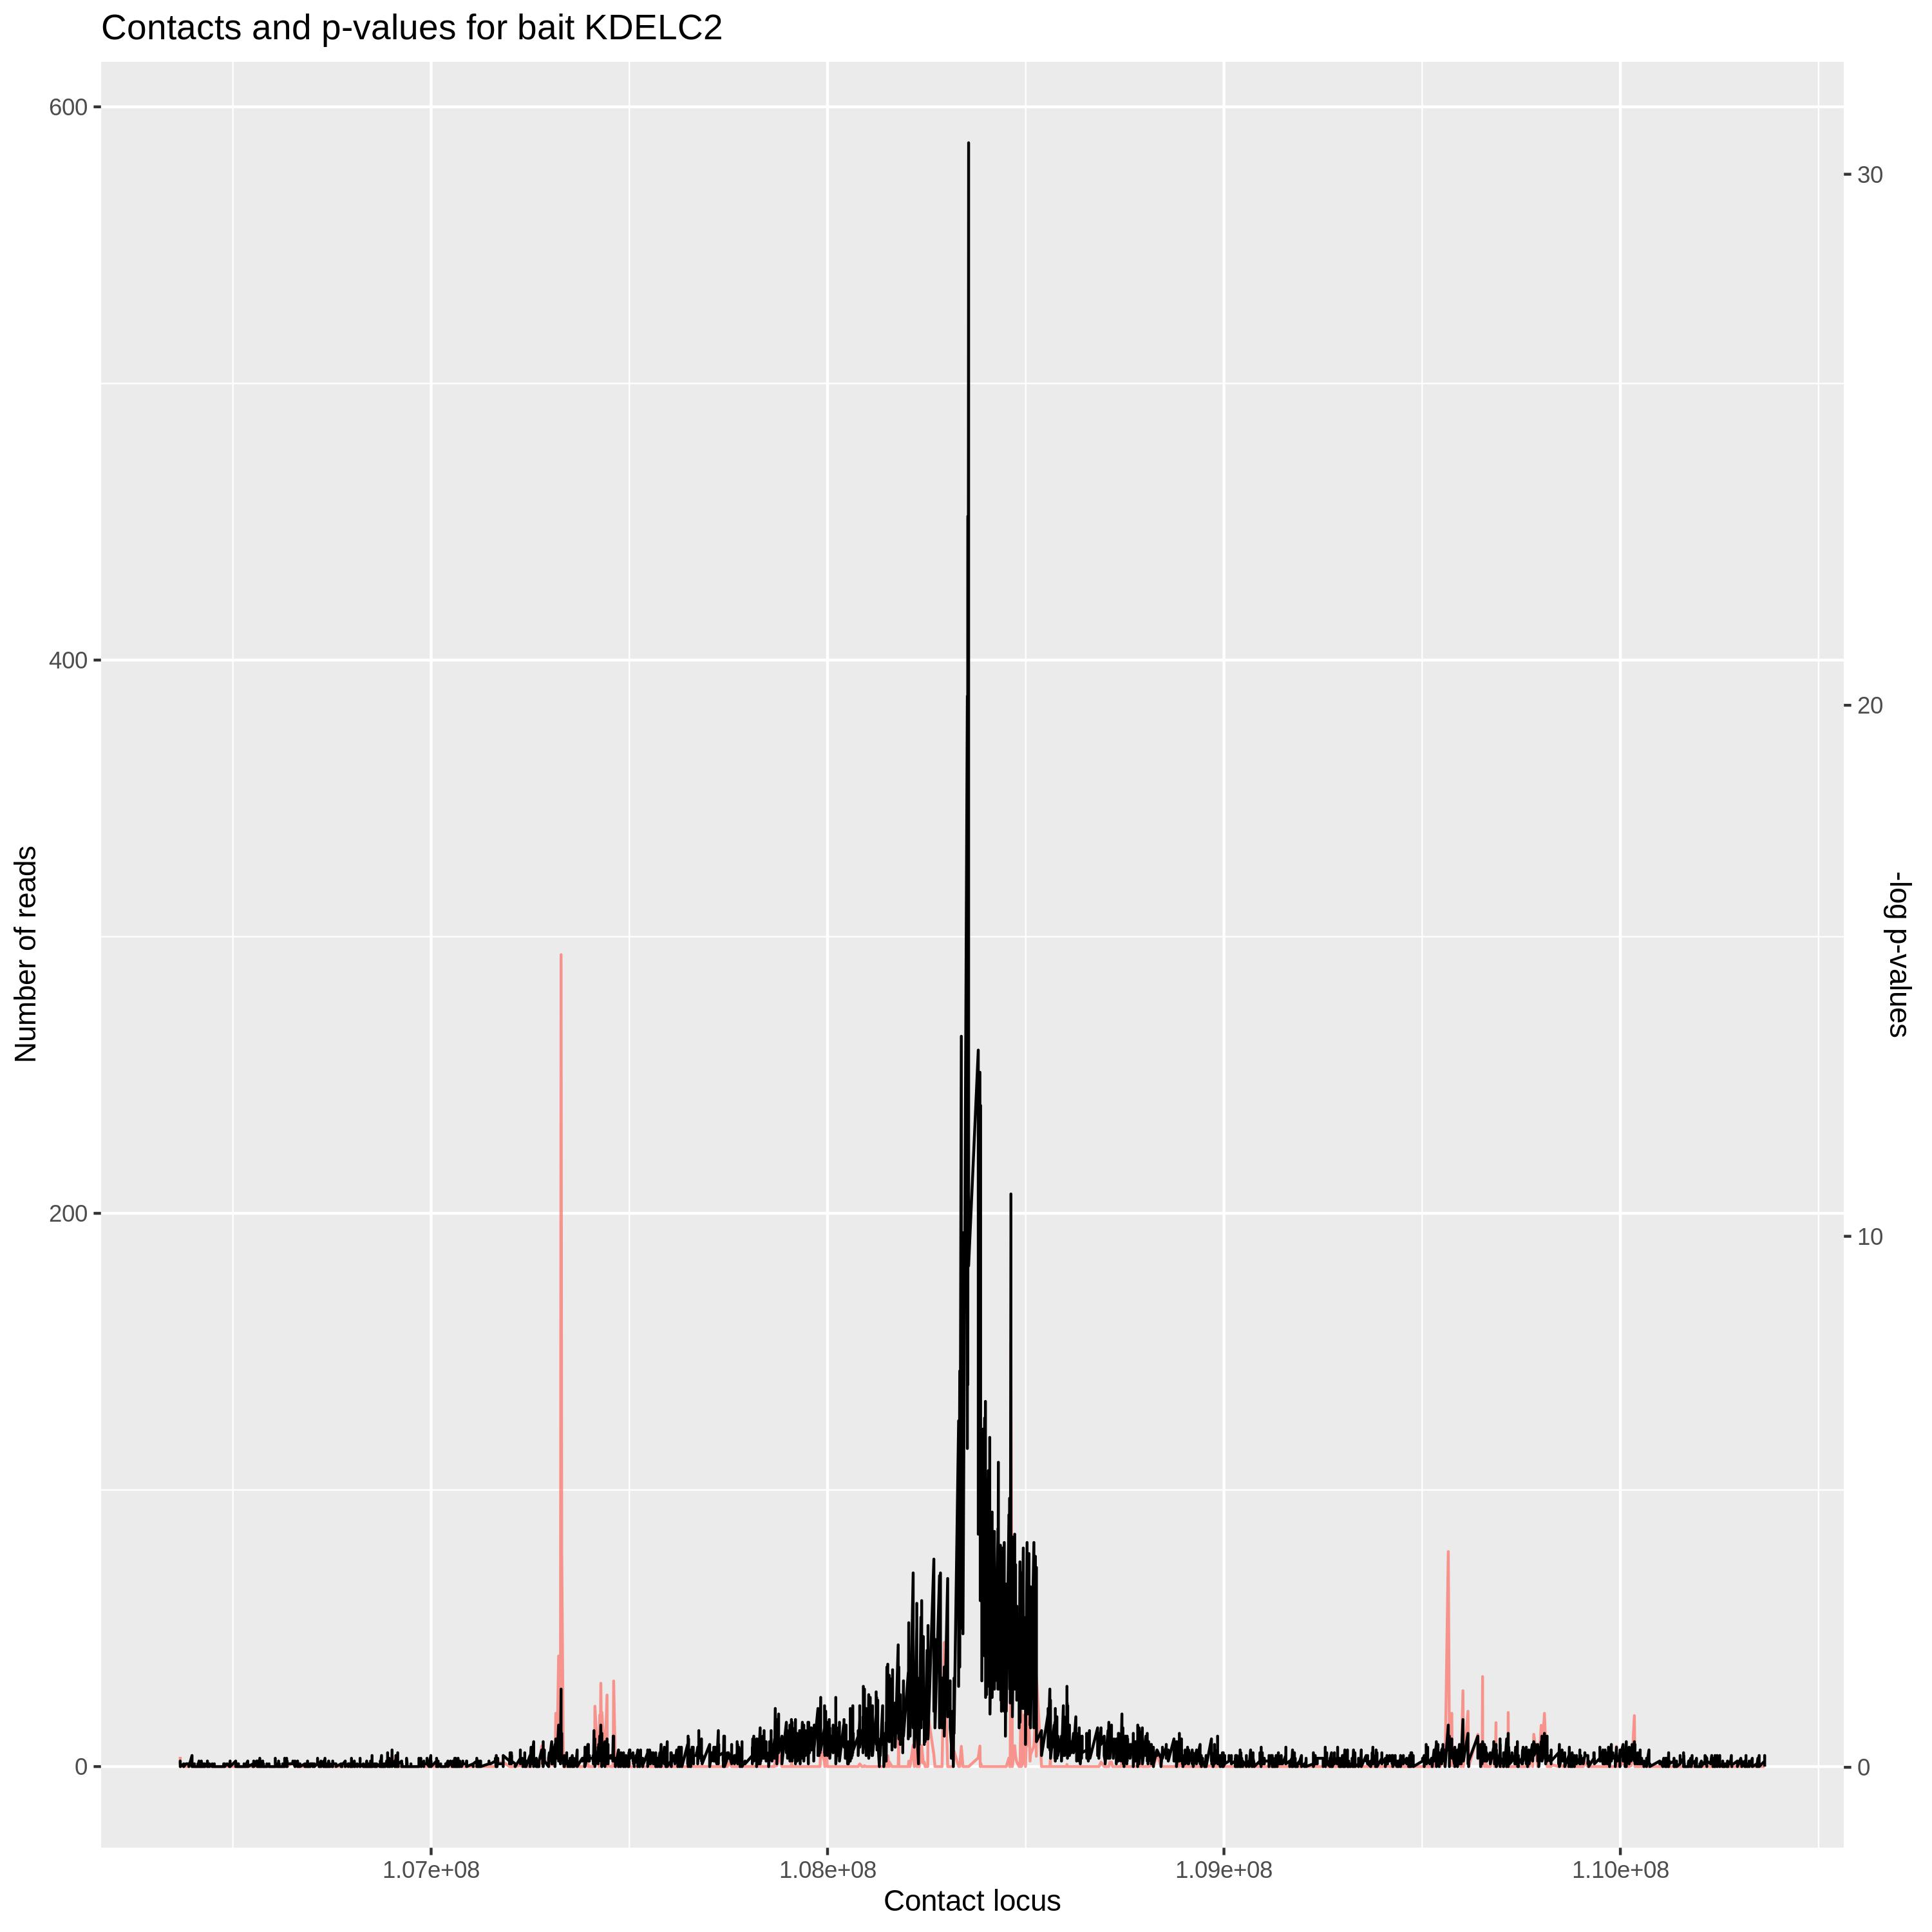 Contacts and p-values for bait KDELC2
600
400
200
0
Number of reads
30
20
10
0
-log p-values
1.07e+08
1.08e+08
1.09e+08
1.10e+08
Contact locus